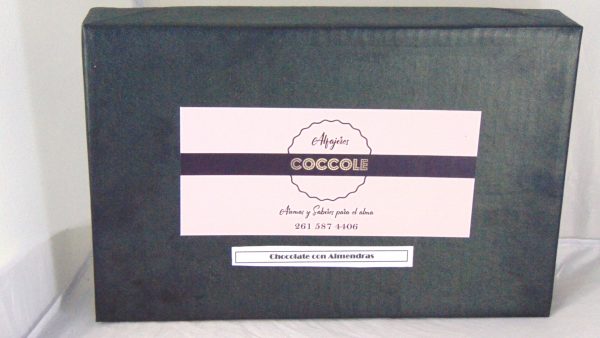 Alfajores
COCCOLE
Aromas y Sabores para el alma
261 587 4406
Chocolate con Almendras